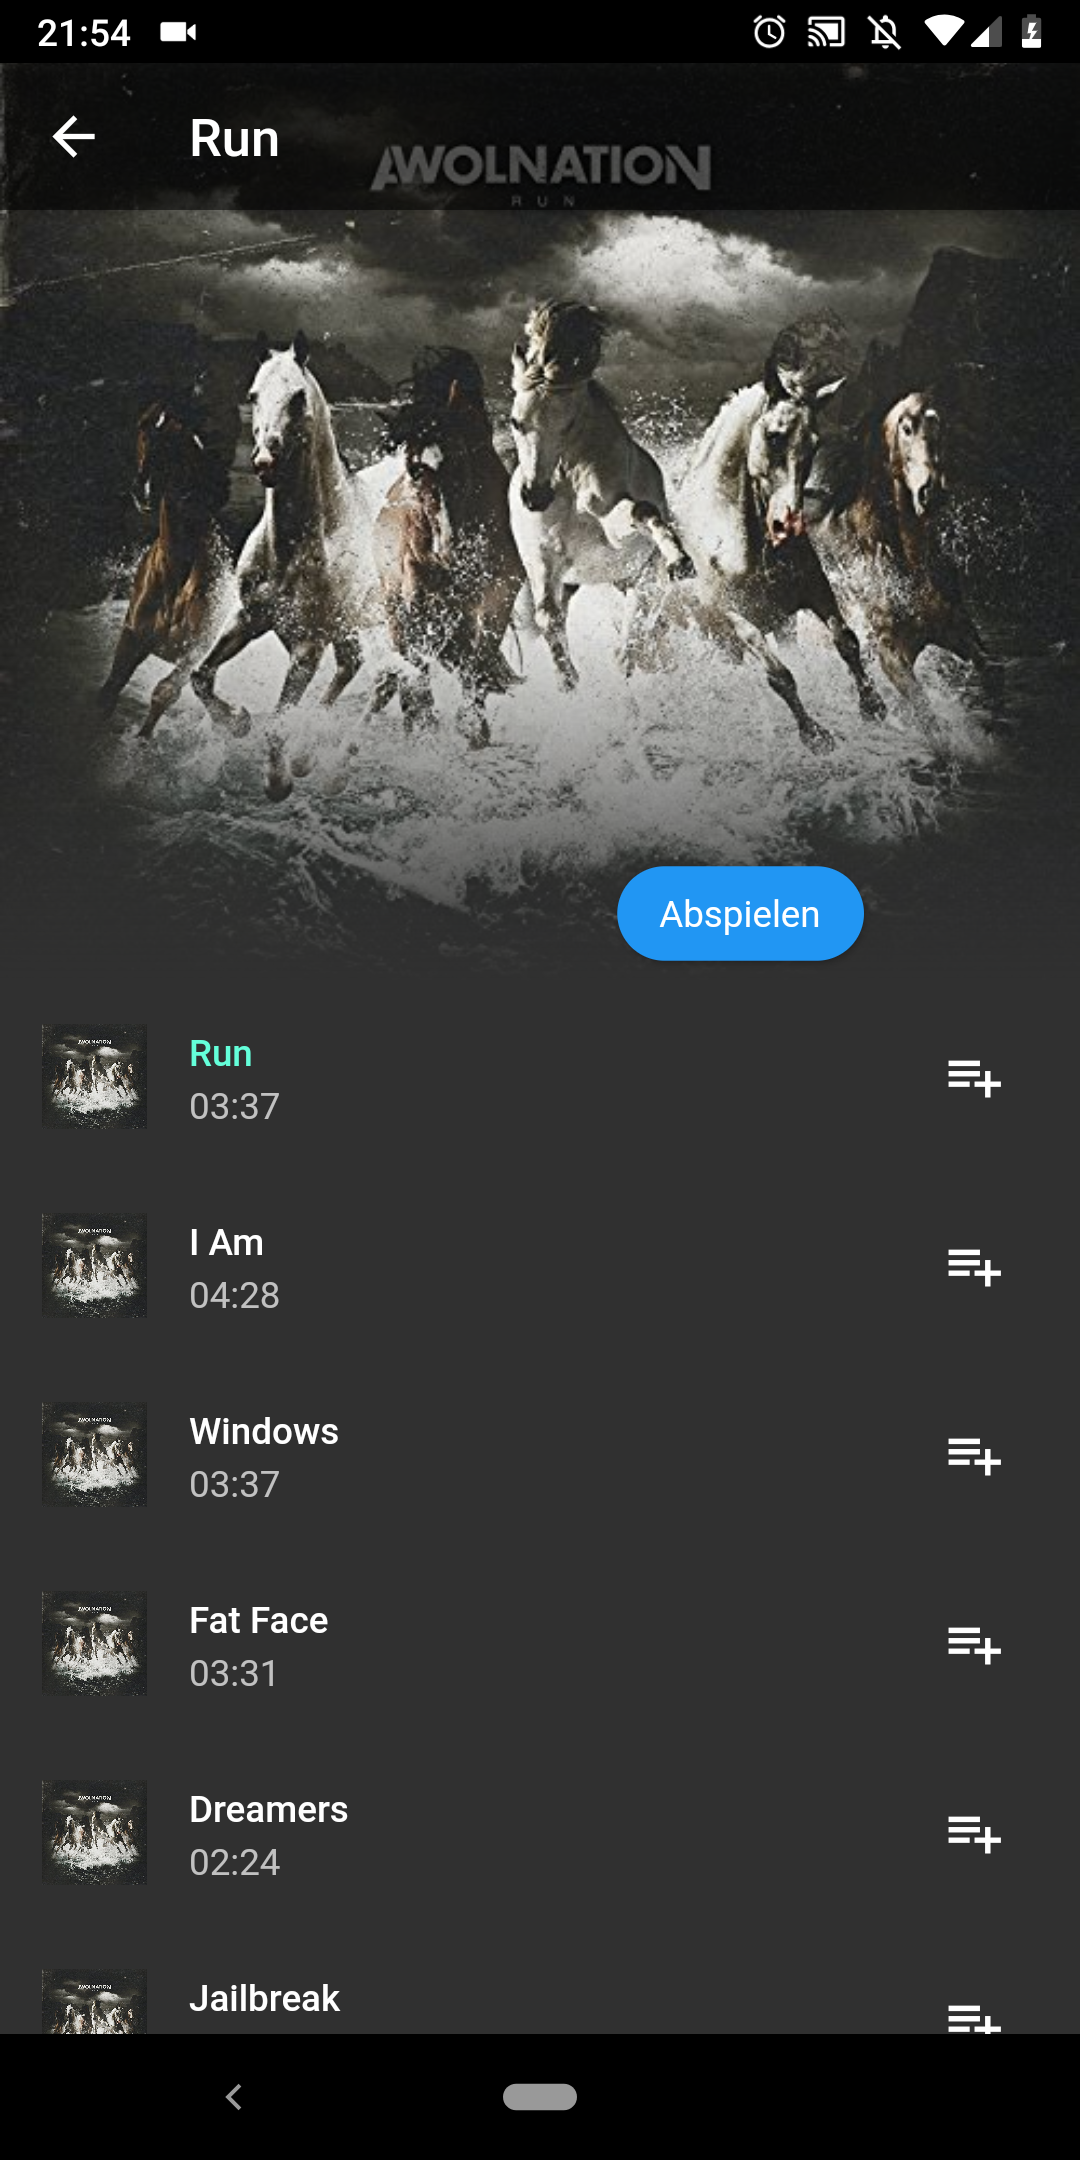 21:54
Run
AWOLNATION
RUN
Abspielen
Run
03:37
I Am
04:28
Windows
03:37
Fat Face
03:31
Dreamers
02:24
Jailbreak